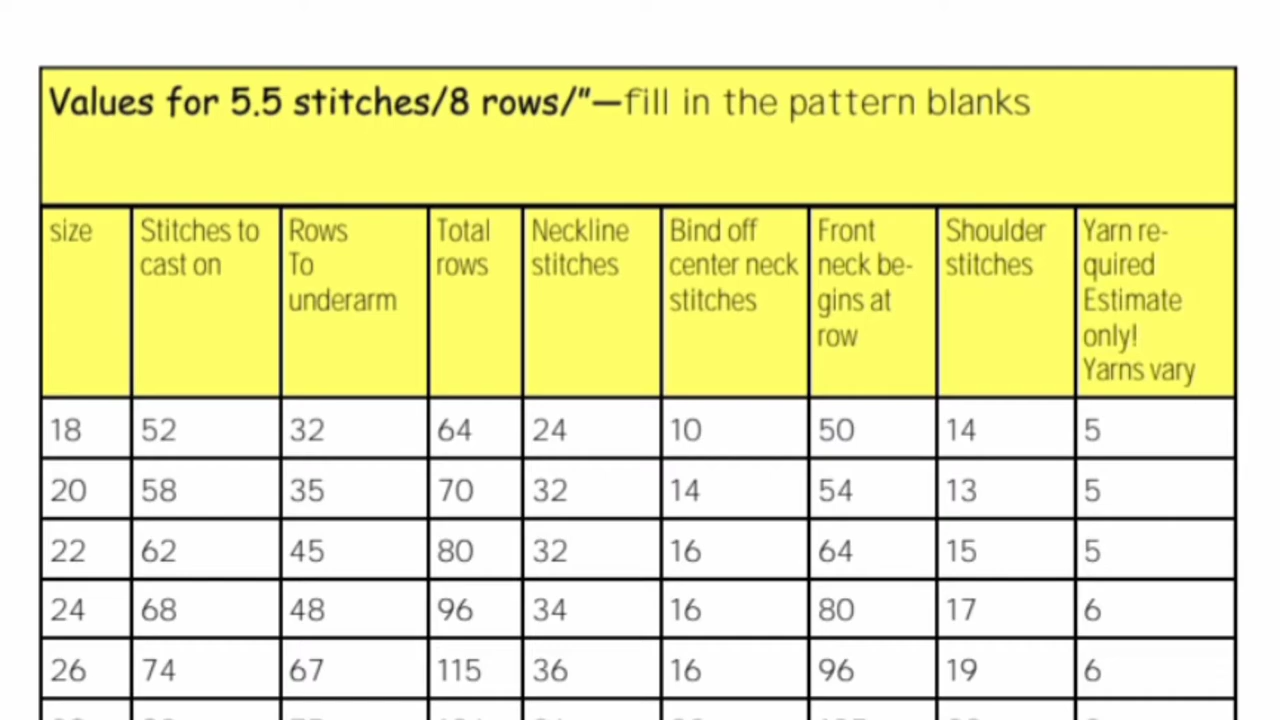 Values for 5.5 stitches/8 rows/”—fill in the pattern blanks
size Stitches to cast on Rows To underarm Total rows Neckline stitches Bind off center neck stitches Front neck be-gins at row Shoulder stitches Yarn re-quired Estimate only! Yarns vary
18 52 32 64 24 10 50 14 5
20 58 35 70 32 14 54 13 5
22 62 45 80 32 16 64 15 5
24 68 48 96 34 16 80 17 6
26 74 67 115 36 16 96 19 6